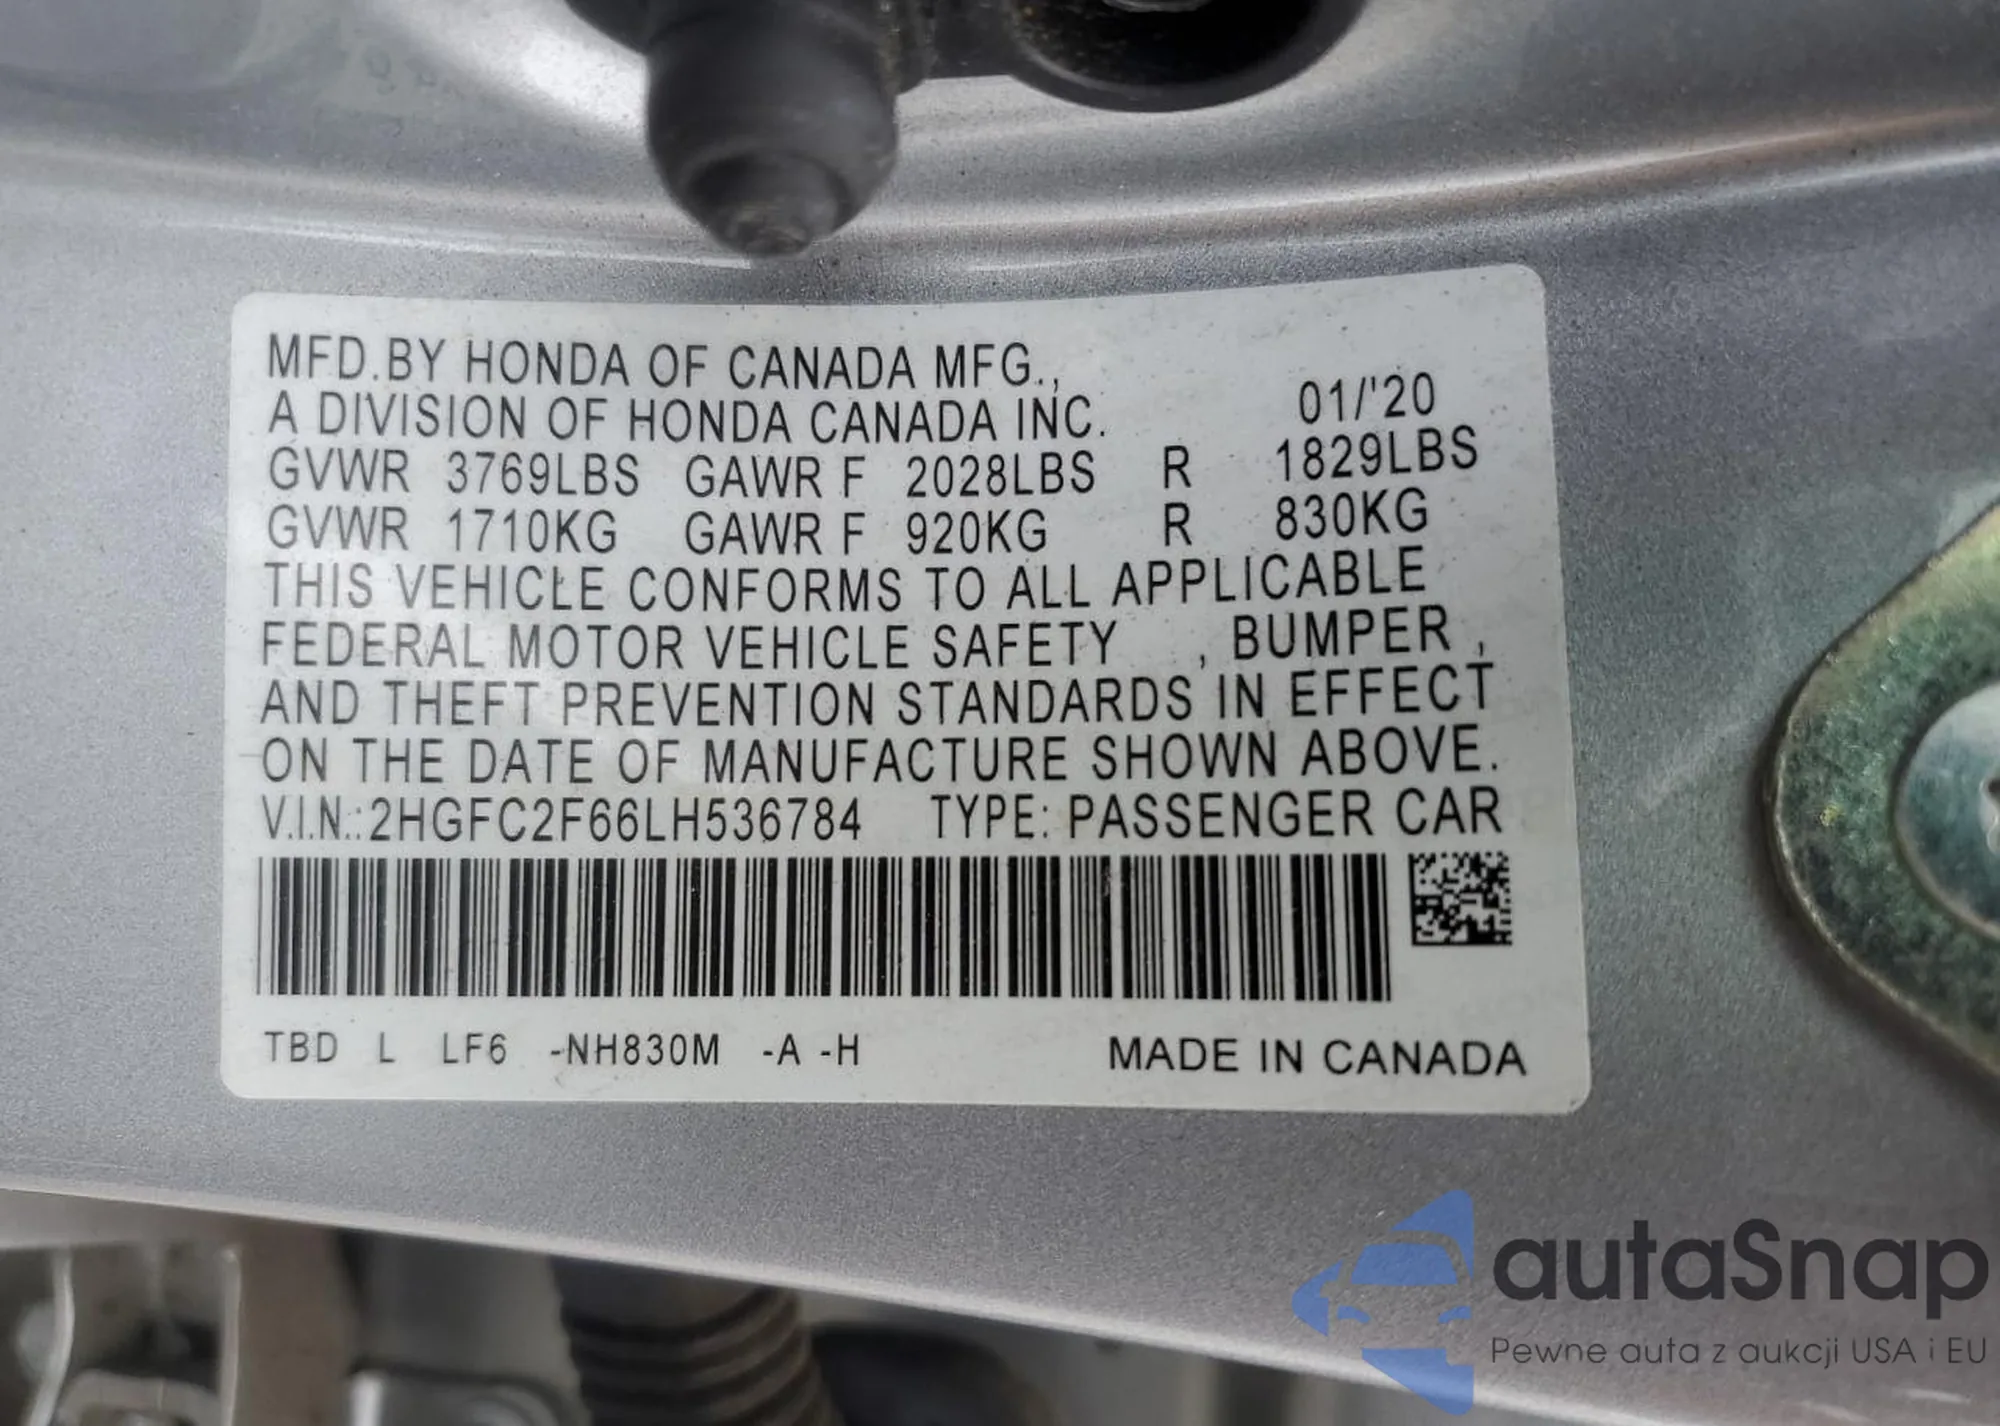 MFD.BY HONDA OF CANADA MFG.,
A DIVISION OF HONDA CANADA INC. 01/'20
GVWR 3769LBS GAWR F 2028LBS R 1829LBS
GVWR 1710KG GAWR F 920KG R 830KG
THIS VEHICLE CONFORMS TO ALL APPLICABLE
FEDERAL MOTOR VEHICLE SAFETY , BUMPER ,
AND THEFT PREVENTION STANDARDS IN EFFECT
ON THE DATE OF MANUFACTURE SHOWN ABOVE.
V.I.N.:2HGFC2F66LH536784 TYPE: PASSENGER CAR
TBD L LF6 -NH830M -A -H MADE IN CANADA
autaSnap
Pewne auta z aukcji USA i EU